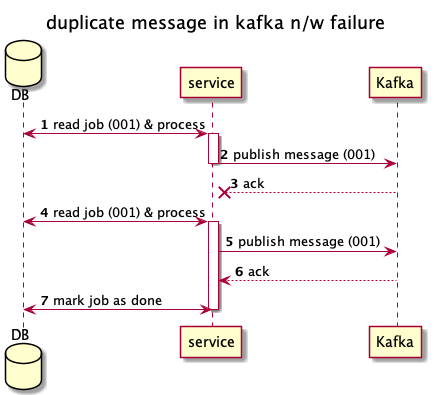 duplicate message in kafka n/w failure
DB
service
Kafka
1 read job (001) & process
2 publish message (001)
3 ack
4 read job (001) & process
5 publish message (001)
6 ack
7 mark job as done
DB
service
Kafka